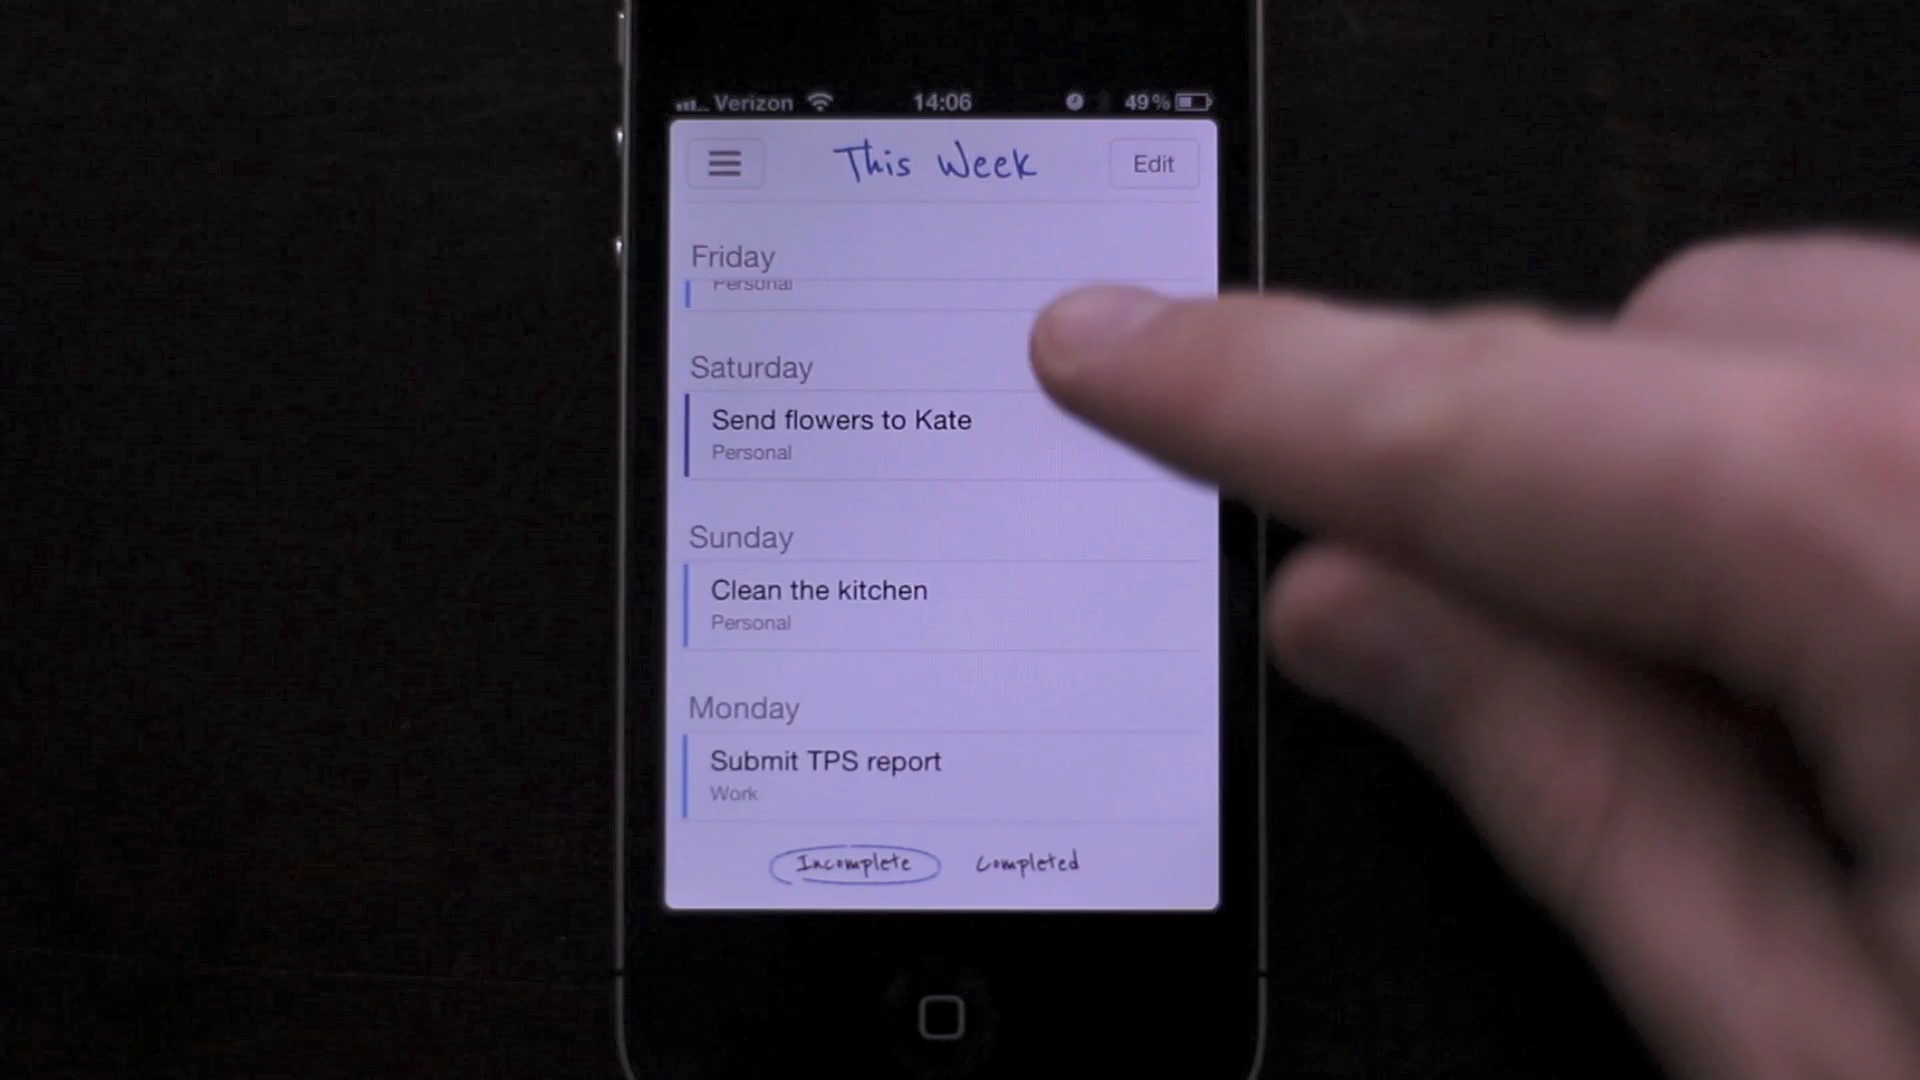 Verizon 14:06 49%
This Week Edit
Friday
Personal
Saturday
Send flowers to Kate
Personal
Sunday
Clean the kitchen
Personal
Monday
Submit TPS report
Work
Incomplete Completed